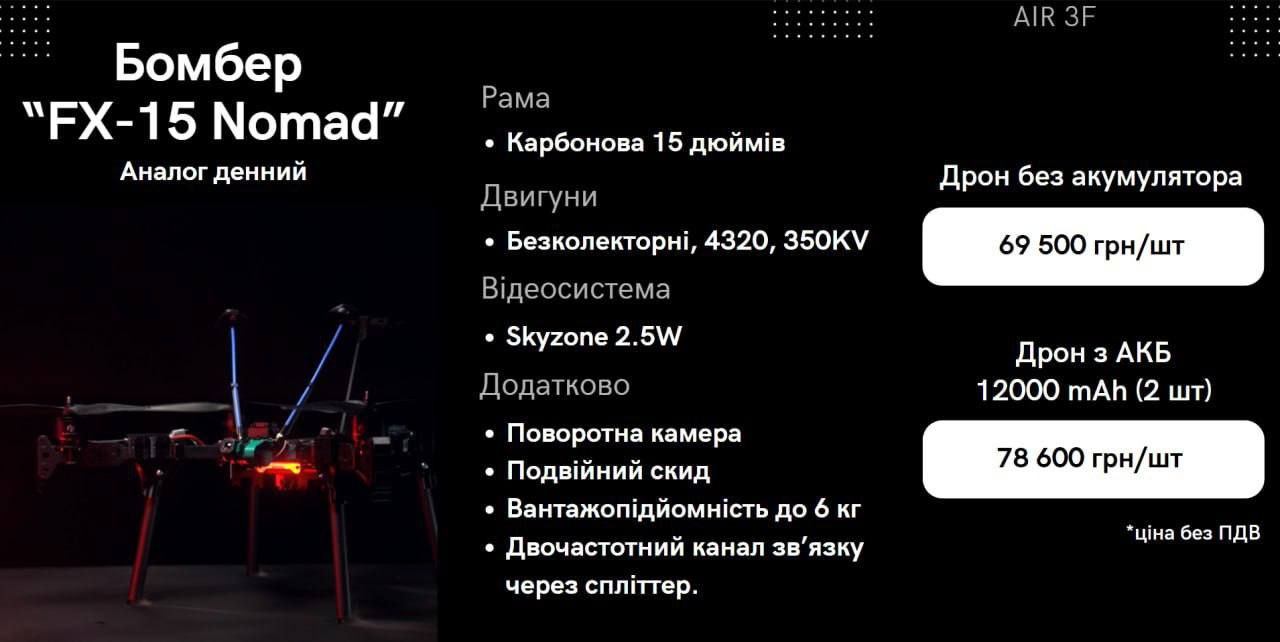 AIR 3F
Бомбер
“FX-15 Nomad”
Аналог денний
Рама
• Карбонова 15 дюймів
Двигуни
• Безколекторні, 4320, 350KV
Відеосистема
• Skyzone 2.5W
Додатково
• Поворотна камера
• Подвійний скид
• Вантажопідйомність до 6 кг
• Двочастотний канал зв’язку
через спліттер.
Дрон без акумулятора
69 500 грн/шт
Дрон з АКБ
12000 mAh (2 шт)
78 600 грн/шт
*ціна без ПДВ